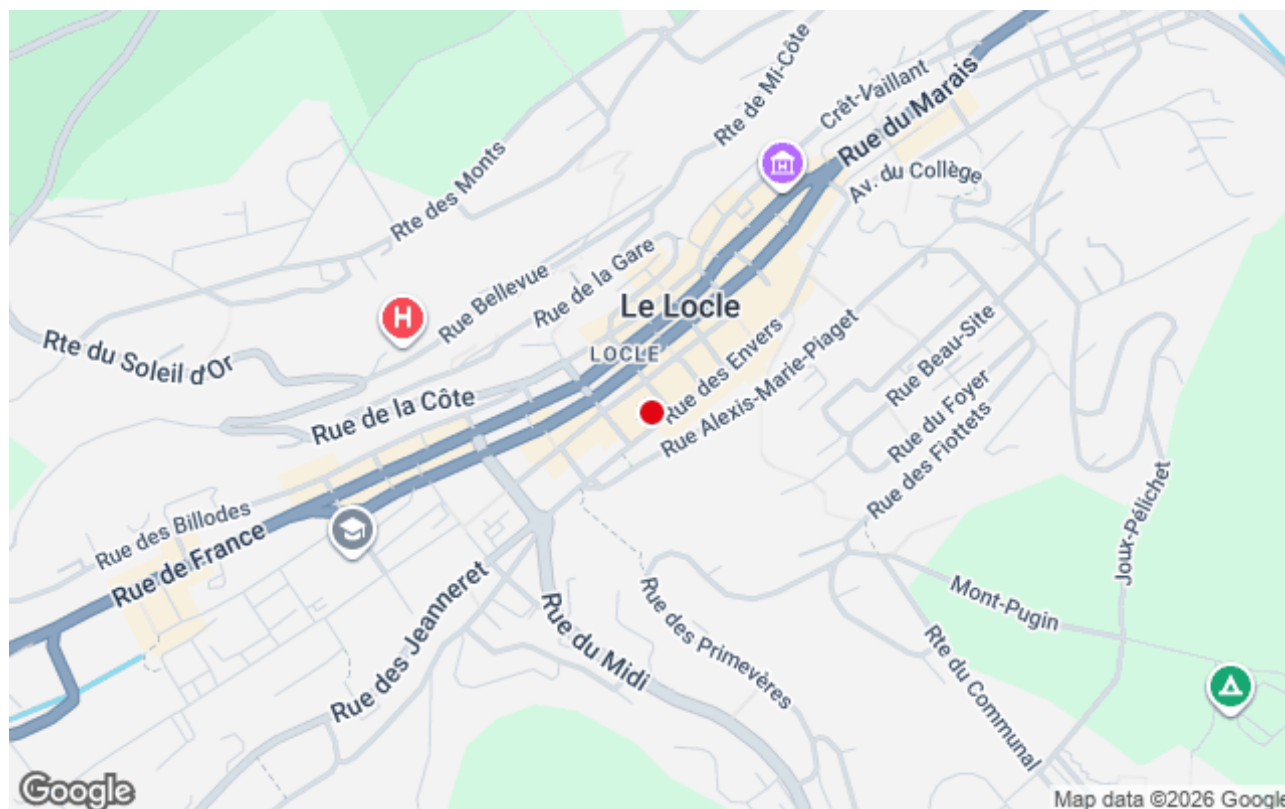 Rte de Mi-Côte
Crêt-Vaillant
Rue du Marais
Rte des Monts
Av. du Collège
Rue de la Gare
Rue Bellevue
Le Locle
H
Rte du Soleil d'Or
LOCLE
Rue des Envers
Rue Alexis-Marie-Piaget
Rue Beau-Site
Rue de la Côte
Rue du Foyer
Rue des Fiottets
Rue des Billodes
Rue de France
Joux-Pélichet
Rue des Jeanneret
Rue du Midi
Rue des Primevères
Mont-Pugin
Rte du Communal
Google
Map data ©2026 Google